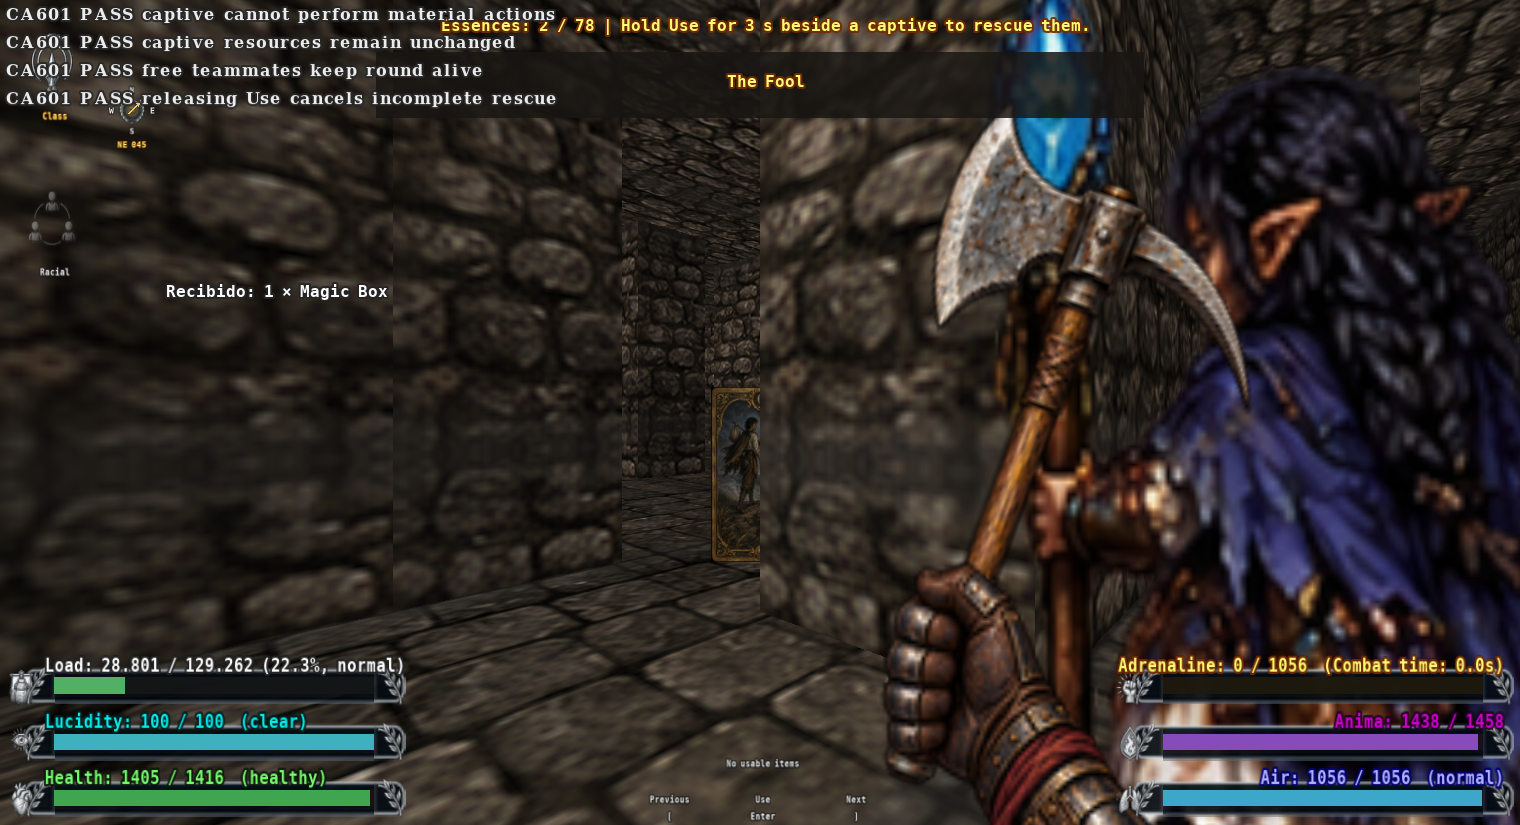 CA601 PASS captive cannot perform material actions
Essences: 2 / 78 | Hold Use for 3 s beside a captive to rescue them.
CA601 PASS captive resources remain unchanged
CA601 PASS free teammates keep round alive
The Fool
CA601 PASS releasing Use cancels incomplete rescue
Class
N
W E
S
NE 045
Racial
Recibido: 1 × Magic Box
Load: 28.801 / 129.262 (22.3%, normal)
Lucidity: 100 / 100 (clear)
Health: 1405 / 1416 (healthy)
No usable items
Previous Use Next
[ Enter ]
Adrenaline: 0 / 1056 (Combat time: 0.0s)
Anima: 1438 / 1458
Air: 1056 / 1056 (normal)